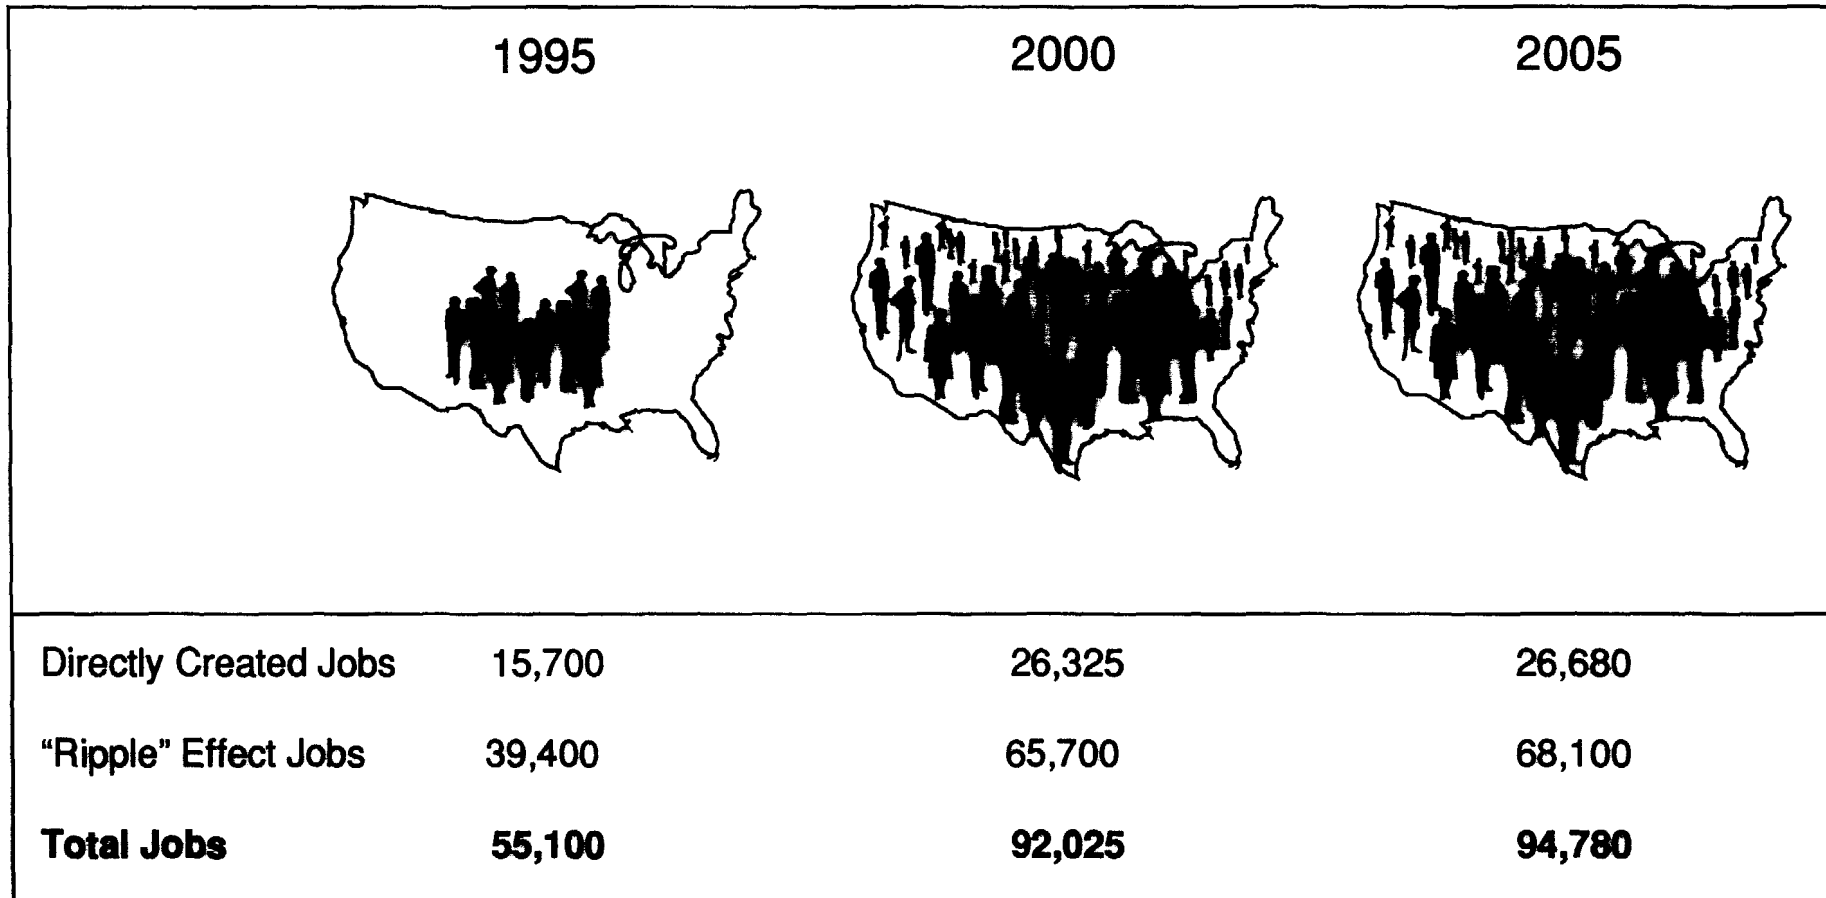 1995 2000 2005
Directly Created Jobs 15,700 26,325 26,680
“Ripple” Effect Jobs 39,400 65,700 68,100
Total Jobs 55,100 92,025 94,780